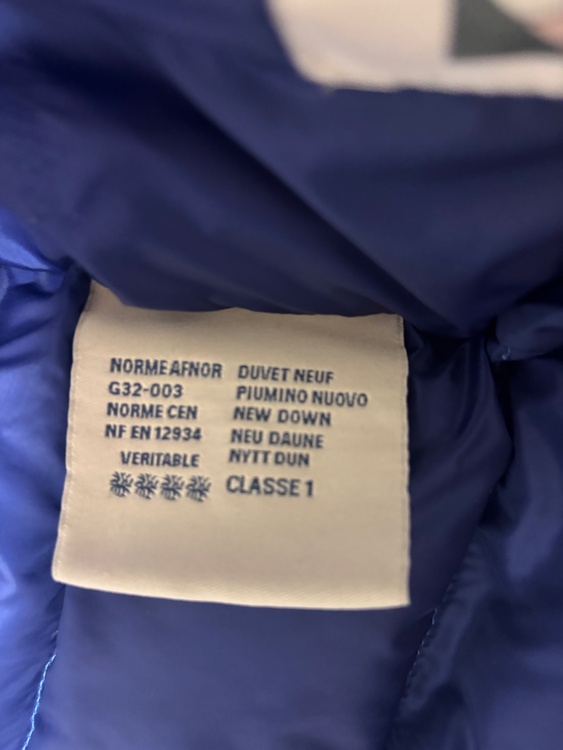 NORME AFNOR
G32-003
NORME CEN
NF EN 12934
VERITABLE
DUVET NEUF
PIUMINO NUOVO
NEW DOWN
NEU DAUNE
NYTT DUN
CLASSE 1